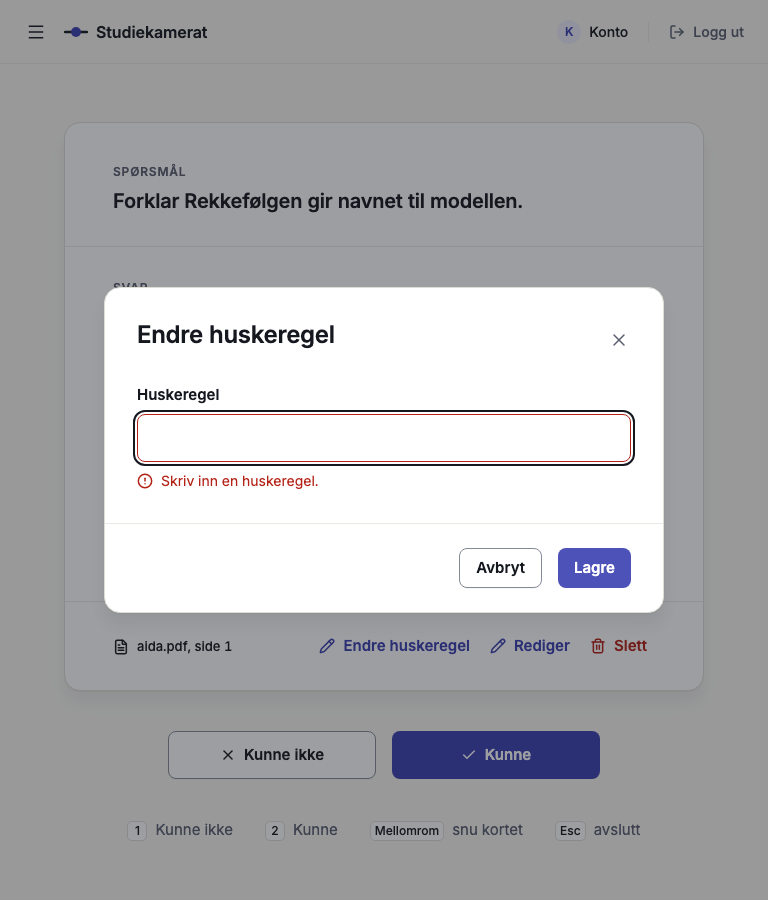 Studiekamerat
K Konto
Logg ut
SPØRSMÅL
Forklar Rekkefølgen gir navnet til modellen.
SVAR
Endre huskeregel
Huskeregel
Skriv inn en huskeregel.
Avbryt
Lagre
aida.pdf, side 1
Endre huskeregel
Rediger
Slett
Kunne ikke
Kunne
1 Kunne ikke
2 Kunne
Mellomrom snu kortet
Esc avslutt